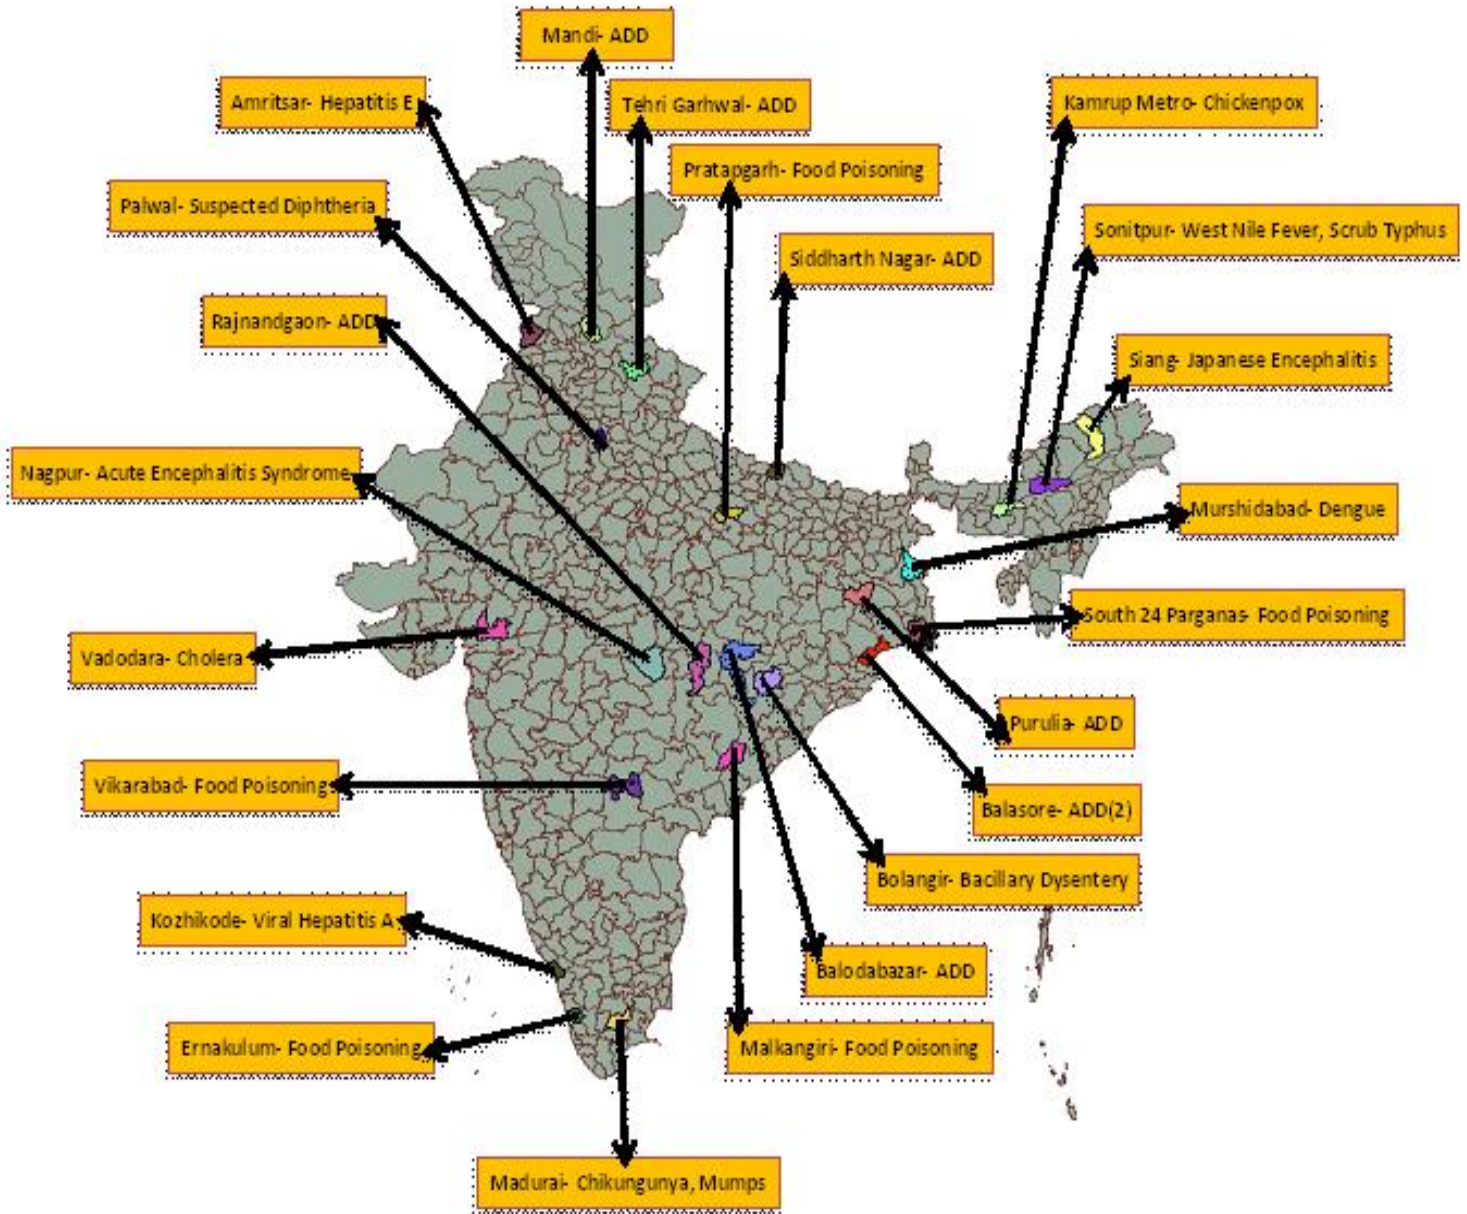 Mandi- ADD
Amritsar- Hepatitis E
Tehri Garhwal- ADD
Kamrup Metro- Chickenpox
Pratapgarh- Food Poisoning
Palwal- Suspected Diphtheria
Sonitpur- West Nile Fever, Scrub Typhus
Siddharth Nagar- ADD
Rajnandgaon- ADD
Siang- Japanese Encephalitis
Nagpur- Acute Encephalitis Syndrome
Murshidabad- Dengue
South 24 Parganas- Food Poisoning
Vadodara- Cholera
Purulia- ADD
Vikarabad- Food Poisoning
Balasore- ADD(2)
Bolangir- Bacillary Dysentery
Kozhikode- Viral Hepatitis A
Balodabazar- ADD
Ernakulum- Food Poisoning
Malkangiri- Food Poisoning
Madurai- Chikungunya, Mumps